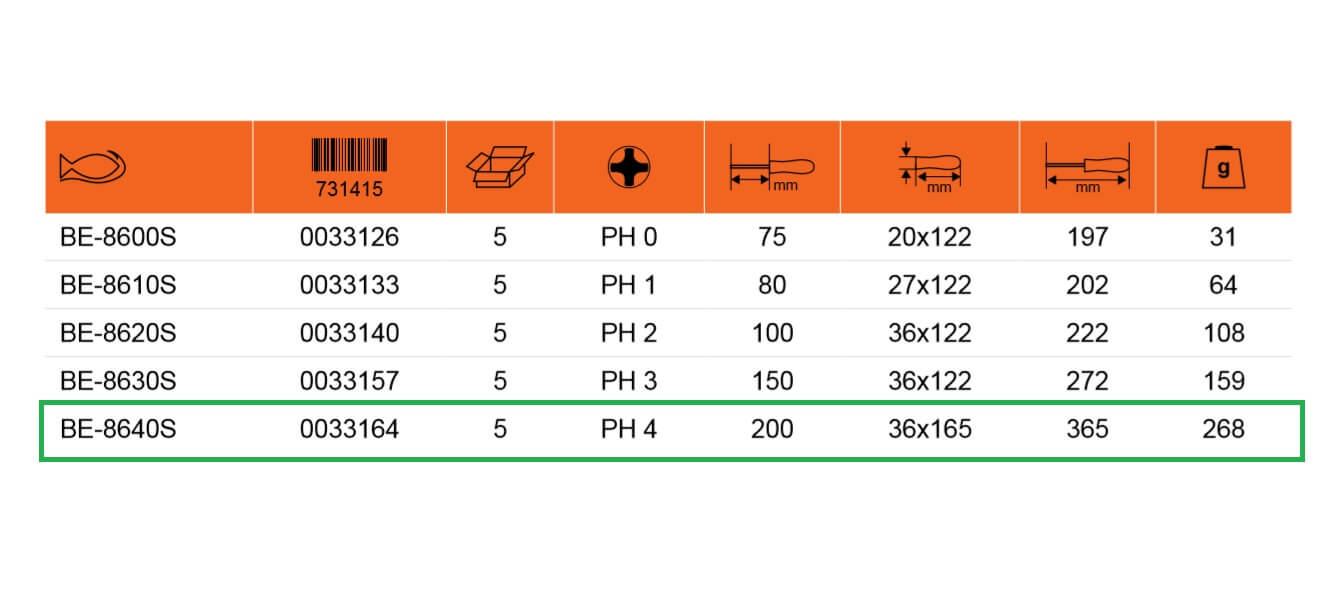 731415
mm mm mm g
BE-8600S 0033126 5 PH 0 75 20x122 197 31
BE-8610S 0033133 5 PH 1 80 27x122 202 64
BE-8620S 0033140 5 PH 2 100 36x122 222 108
BE-8630S 0033157 5 PH 3 150 36x122 272 159
BE-8640S 0033164 5 PH 4 200 36x165 365 268